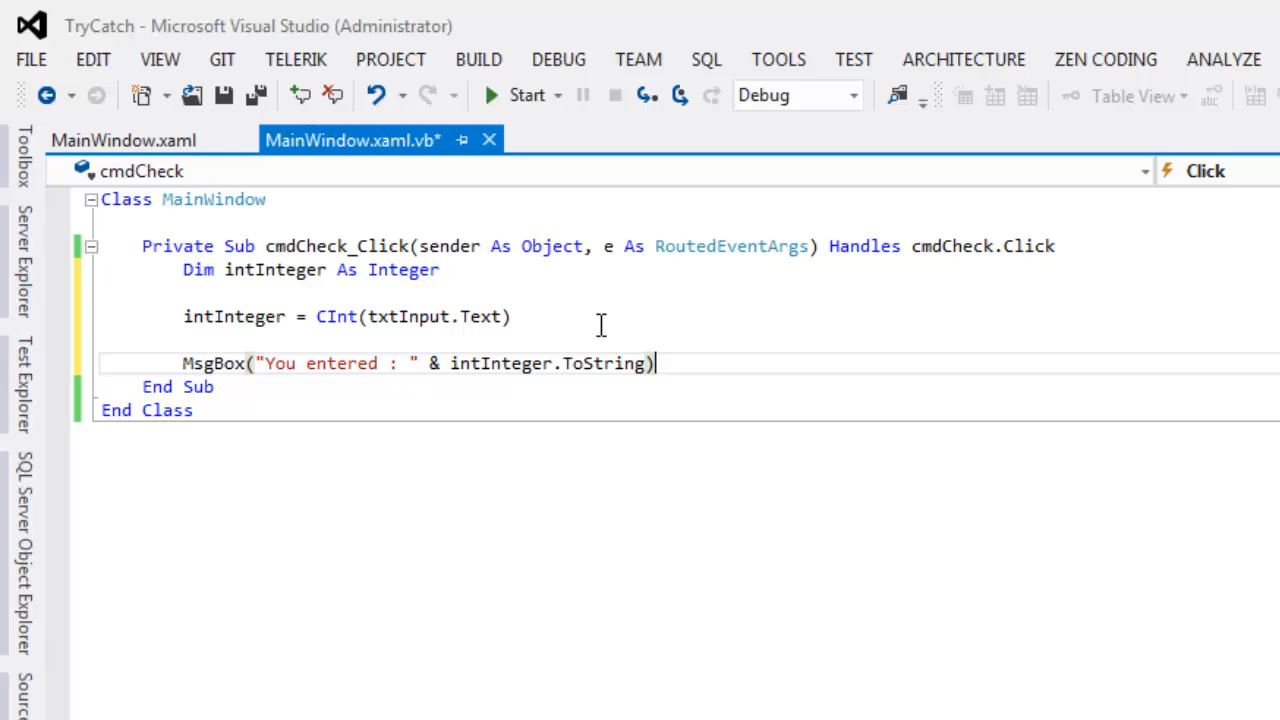 TryCatch - Microsoft Visual Studio (Administrator)
FILE EDIT VIEW GIT TELERIK PROJECT BUILD DEBUG TEAM SQL TOOLS TEST ARCHITECTURE ZEN CODING ANALYZE
Start Debug Table View abc
MainWindow.xaml MainWindow.xaml.vb*
cmdCheck Click
Class MainWindow
Private Sub cmdCheck_Click(sender As Object, e As RoutedEventArgs) Handles cmdCheck.Click
Dim intInteger As Integer
intInteger = CInt(txtInput.Text)
MsgBox("You entered : " & intInteger.ToString)
End Sub
End Class
Toolbox
Server Explorer
Test Explorer
SQL Server Object Explorer
Source